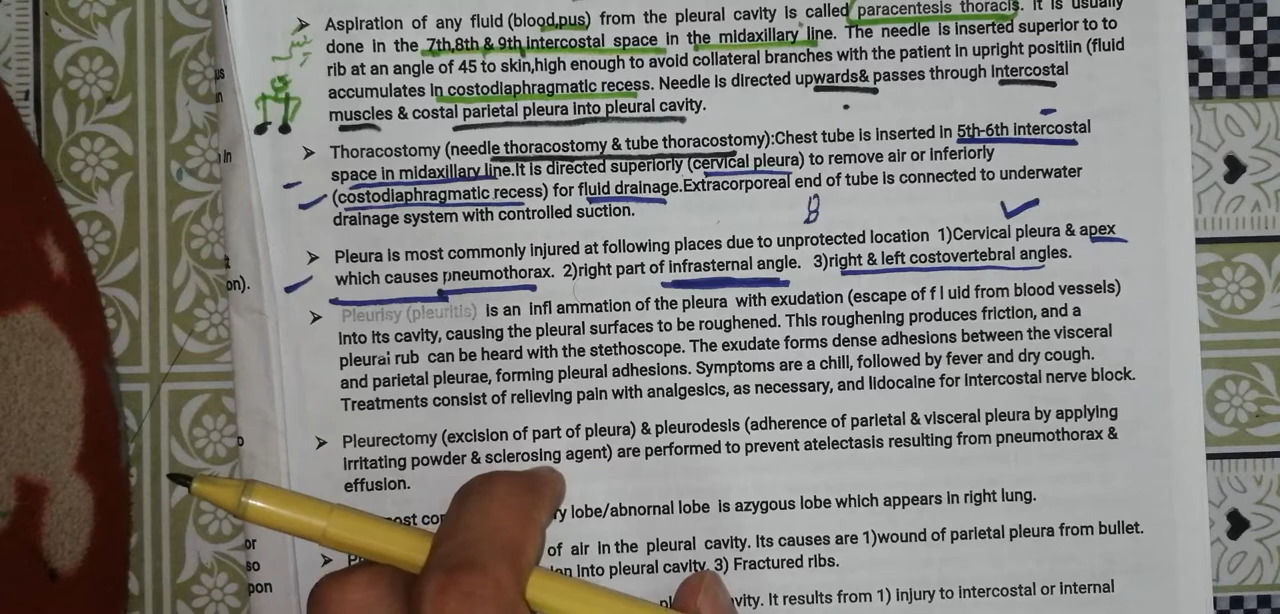 ➤ Aspiration of any fluid (blood,pus) from the pleural cavity is called paracentesis thoracis. It is usually
done in the 7th,8th & 9th intercostal space in the midaxillary line. The needle is inserted superior to to
rib at an angle of 45 to skin,high enough to avoid collateral branches with the patient in upright positiin (fluid
accumulates in costodiaphragmatic recess. Needle is directed upwards& passes through intercostal
muscles & costal parietal pleura into pleural cavity.
➤ Thoracostomy (needle thoracostomy & tube thoracostomy):Chest tube is inserted in 5th-6th intercostal
space in midaxillary line.It is directed superiorly (cervical pleura) to remove air or inferiorly
(costodiaphragmatic recess) for fluid drainage.Extracorporeal end of tube is connected to underwater
drainage system with controlled suction.
➤ Pleura is most commonly injured at following places due to unprotected location 1)Cervical pleura & apex
which causes pneumothorax. 2)right part of infrasternal angle. 3)right & left costovertebral angles.
➤ Pleurisy (pleuritis) is an infl ammation of the pleura with exudation (escape of f l uid from blood vessels)
into its cavity, causing the pleural surfaces to be roughened. This roughening produces friction, and a
pleural rub can be heard with the stethoscope. The exudate forms dense adhesions between the visceral
and parietal pleurae, forming pleural adhesions. Symptoms are a chill, followed by fever and dry cough.
Treatments consist of relieving pain with analgesics, as necessary, and lidocaine for intercostal nerve block.
➤ Pleurectomy (excision of part of pleura) & pleurodesis (adherence of parietal & visceral pleura by applying
irritating powder & sclerosing agent) are performed to prevent atelectasis resulting from pneumothorax &
effusion.
lobe/abnornal lobe is azygous lobe which appears in right lung.
➤ of air in the pleural cavity. Its causes are 1)wound of parietal pleura from bullet.
into pleural cavity. 3) Fractured ribs.
It results from 1) injury to intercostal or internal
us
in
on).
or
so
pon